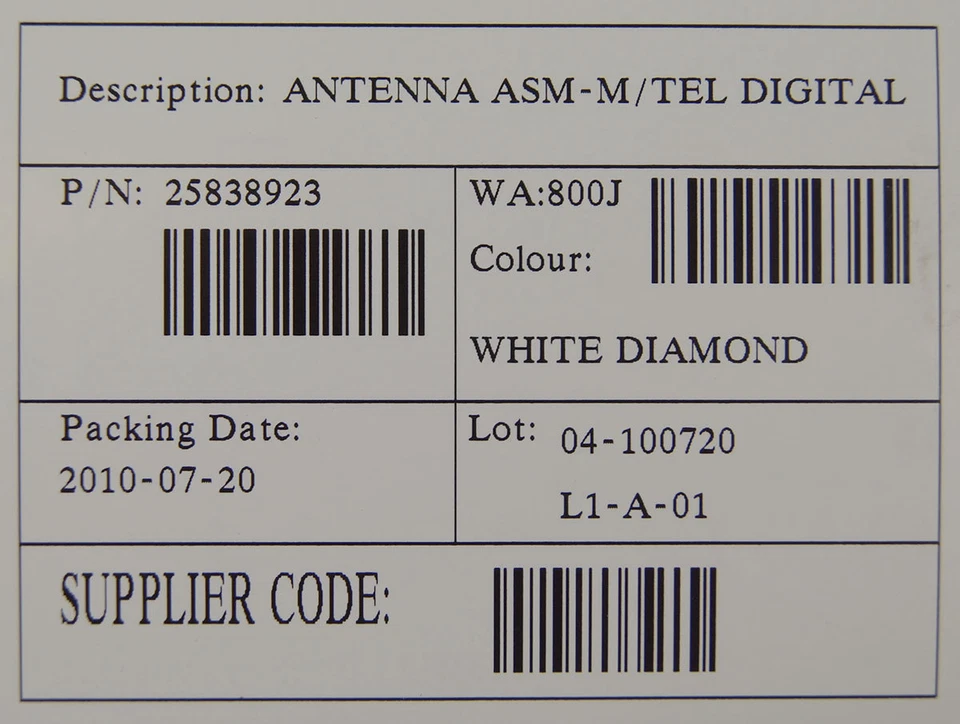 Description: ANTENNA ASM-M/TEL DIGITAL
P/N: 25838923
WA:800J
Colour:
WHITE DIAMOND
Packing Date:
2010-07-20
Lot: 04-100720
L1-A-01
SUPPLIER CODE: